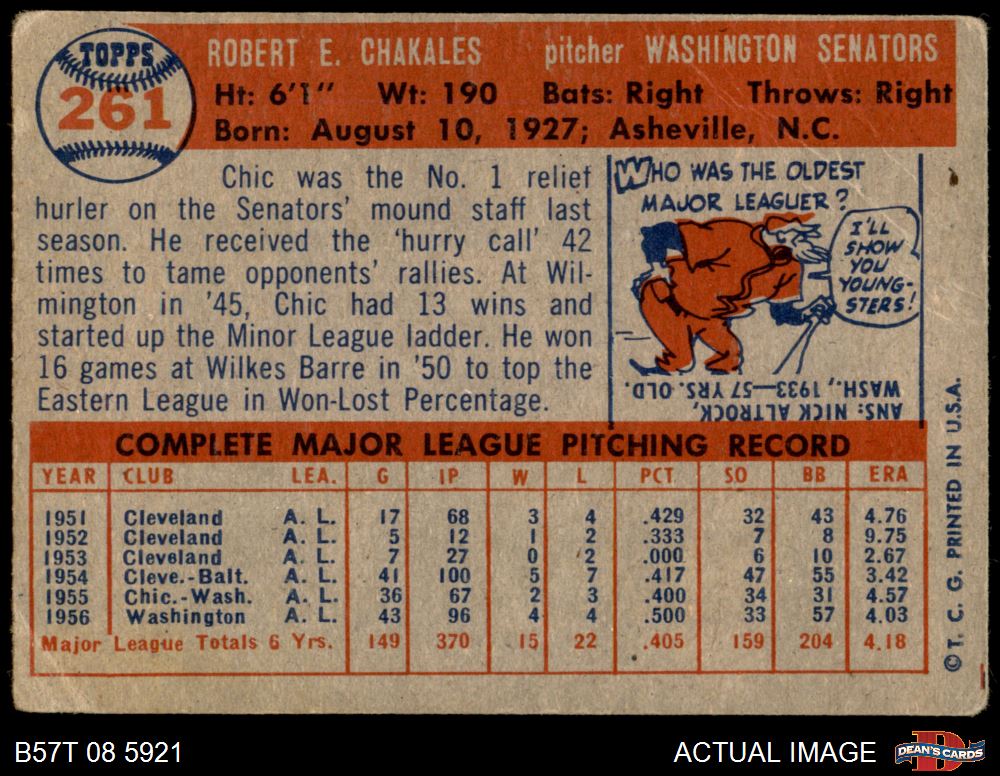 TOPPS
261
ROBERT E. CHAKALES pitcher WASHINGTON SENATORS
Ht: 6'1" Wt: 190 Bats: Right Throws: Right
Born: August 10, 1927; Asheville, N.C.
Chic was the No. 1 relief
hurler on the Senators' mound staff last
season. He received the 'hurry call' 42
times to tame opponents' rallies. At Wil-
mington in '45, Chic had 13 wins and
started up the Minor League ladder. He won
16 games at Wilkes Barre in '50 to top the
Eastern League in Won-Lost Percentage.
WHO WAS THE OLDEST
MAJOR LEAGUER?
I'LL
SHOW
YOU
YOUNG-
STERS!
ANS: NICK ALTROCK,
WASH., 1933—57 YRS. OLD.
COMPLETE MAJOR LEAGUE PITCHING RECORD
YEAR CLUB LEA. G IP W L PCT SO BB ERA
1951 Cleveland A. L. 17 68 3 4 .429 32 43 4.76
1952 Cleveland A. L. 5 12 1 2 .333 7 8 9.75
1953 Cleveland A. L. 7 27 0 2 .000 6 10 2.67
1954 Cleve.-Balt. A. L. 41 100 5 7 .417 47 55 3.42
1955 Chic.-Wash. A. L. 36 67 2 3 .400 34 31 4.57
1956 Washington A. L. 43 96 4 4 .500 33 57 4.03
Major League Totals 6 Yrs. 149 370 15 22 .405 159 204 4.18
© T. C. G. PRINTED IN U.S.A.
B57T 08 5921
ACTUAL IMAGE
D
DEAN'S CARDS